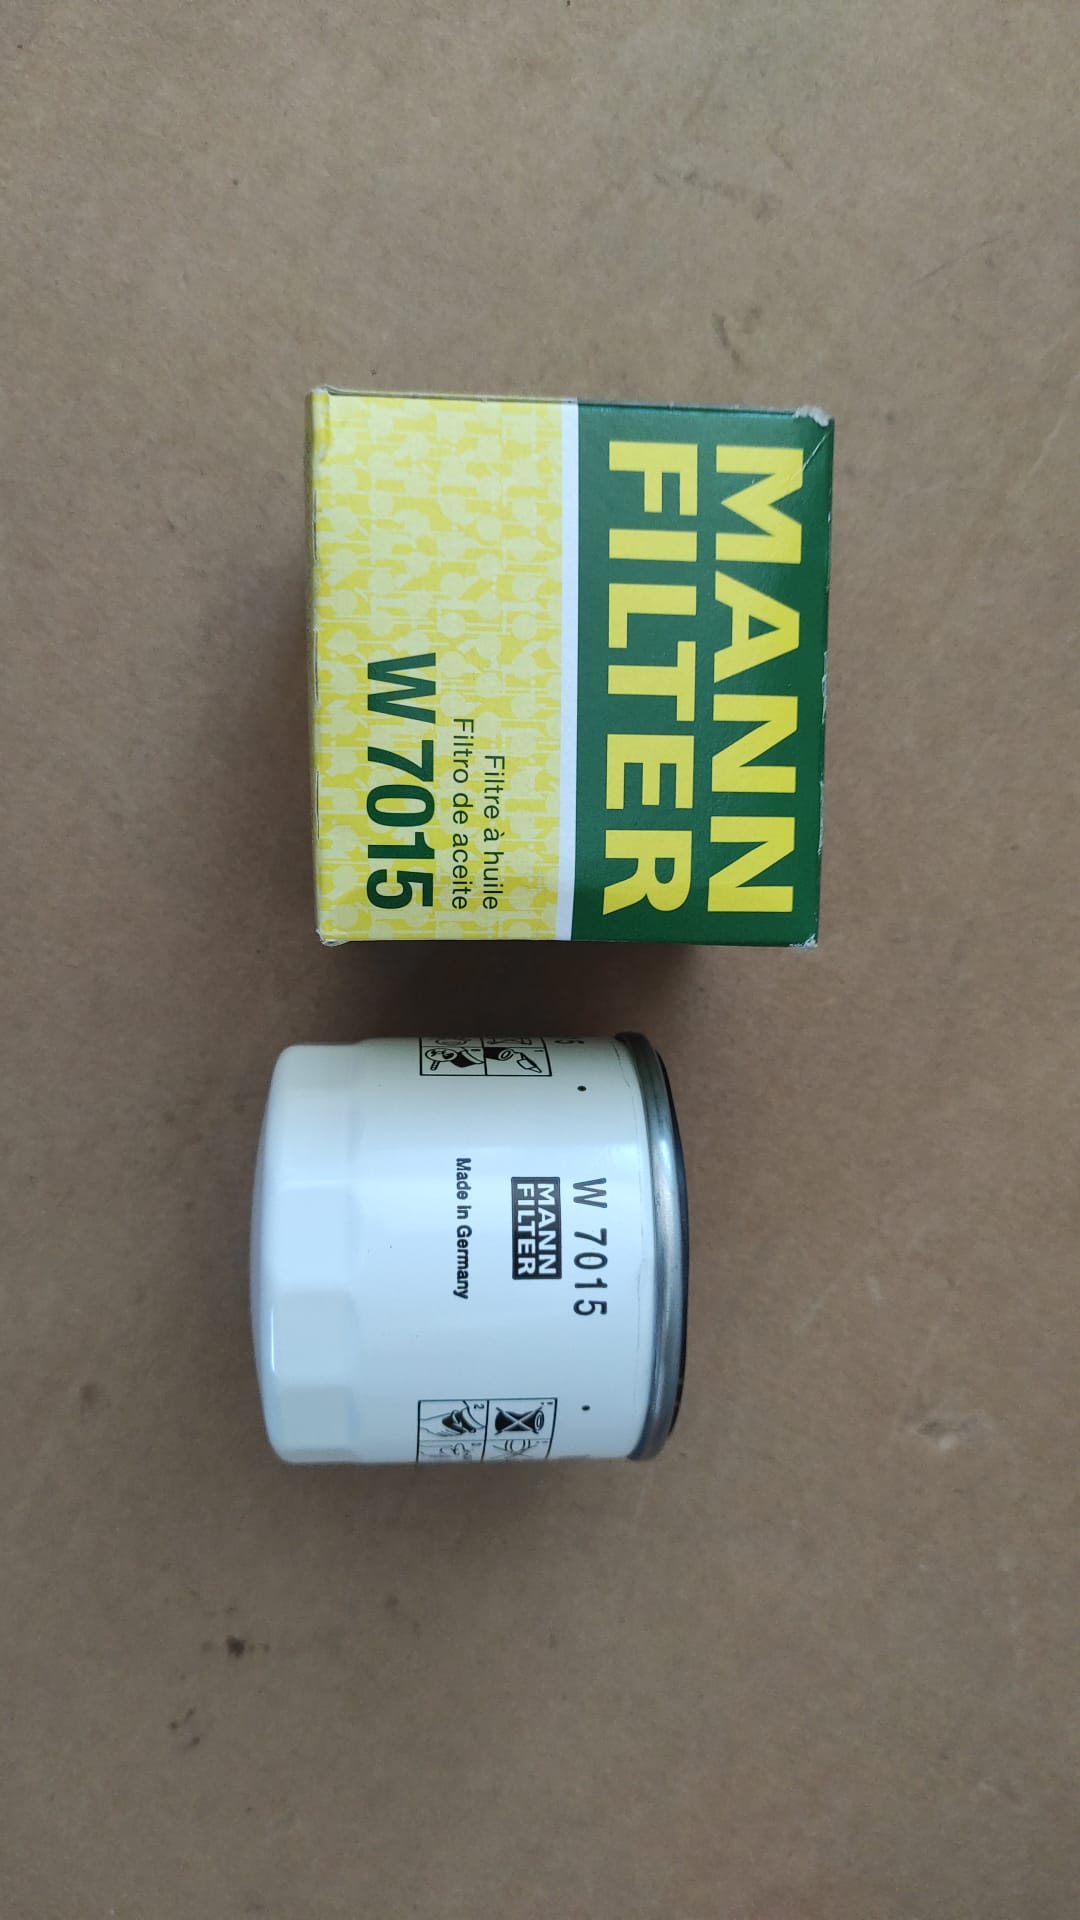 MANN
FILTER
Filtre à huile
Filtro de aceite
W 7015
W 7015
MANN
FILTER
Made in Germany